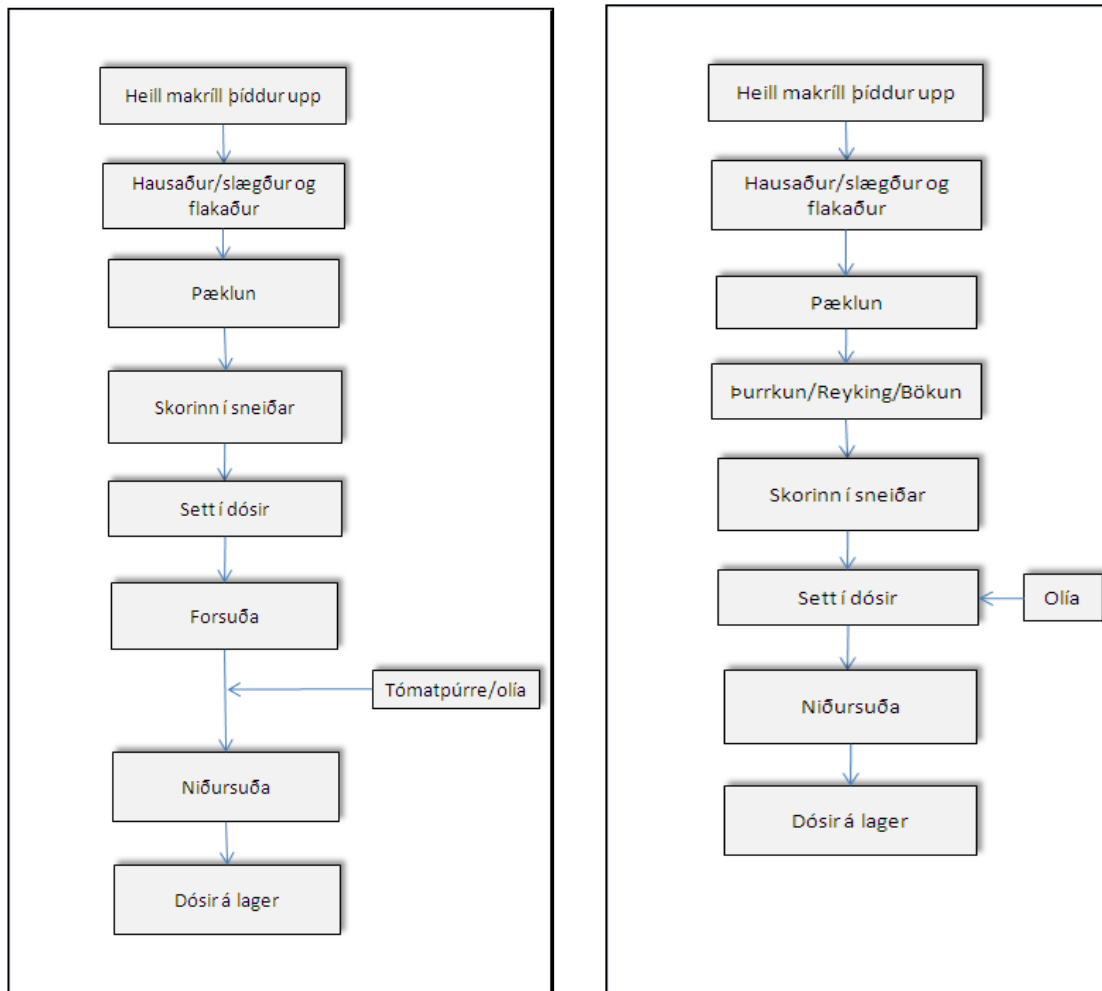 Heill makríll þíddur upp
Hausaður/slægður og
flakaður
Pæklun
Skorinn í sneiðar
Sett í dósir
Forsuða
Tómatpúrre/olía
Niðursuða
Dósir á lager
Heill makríll þíddur upp
Hausaður/slægður og
flakaður
Pæklun
Þurrkun/Reyking/Bökun
Skorinn í sneiðar
Sett í dósir
Olía
Niðursuða
Dósir á lager